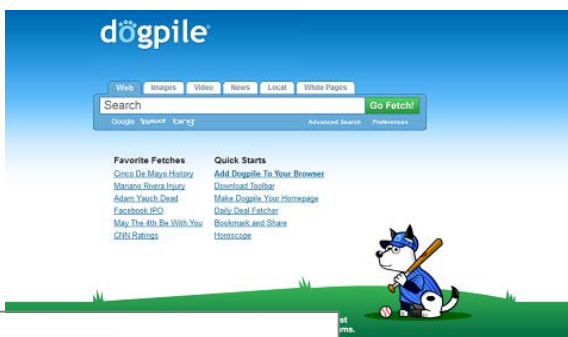 dogpile
Web Images Video News Local White Pages
Search Go Fetch!
Google Yahoo! bing Advanced Search Preferences
Favorite Fetches
Cinco De Mayo History
Mariano Rivera Injury
Adam Yauch Dead
Facebook IPO
May The 4th Be With You
CNN Ratings
Quick Starts
Add Dogpile To Your Browser
Download Toolbar
Make Dogpile Your Homepage
Daily Deal Fetcher
Bookmark and Share
Horoscope